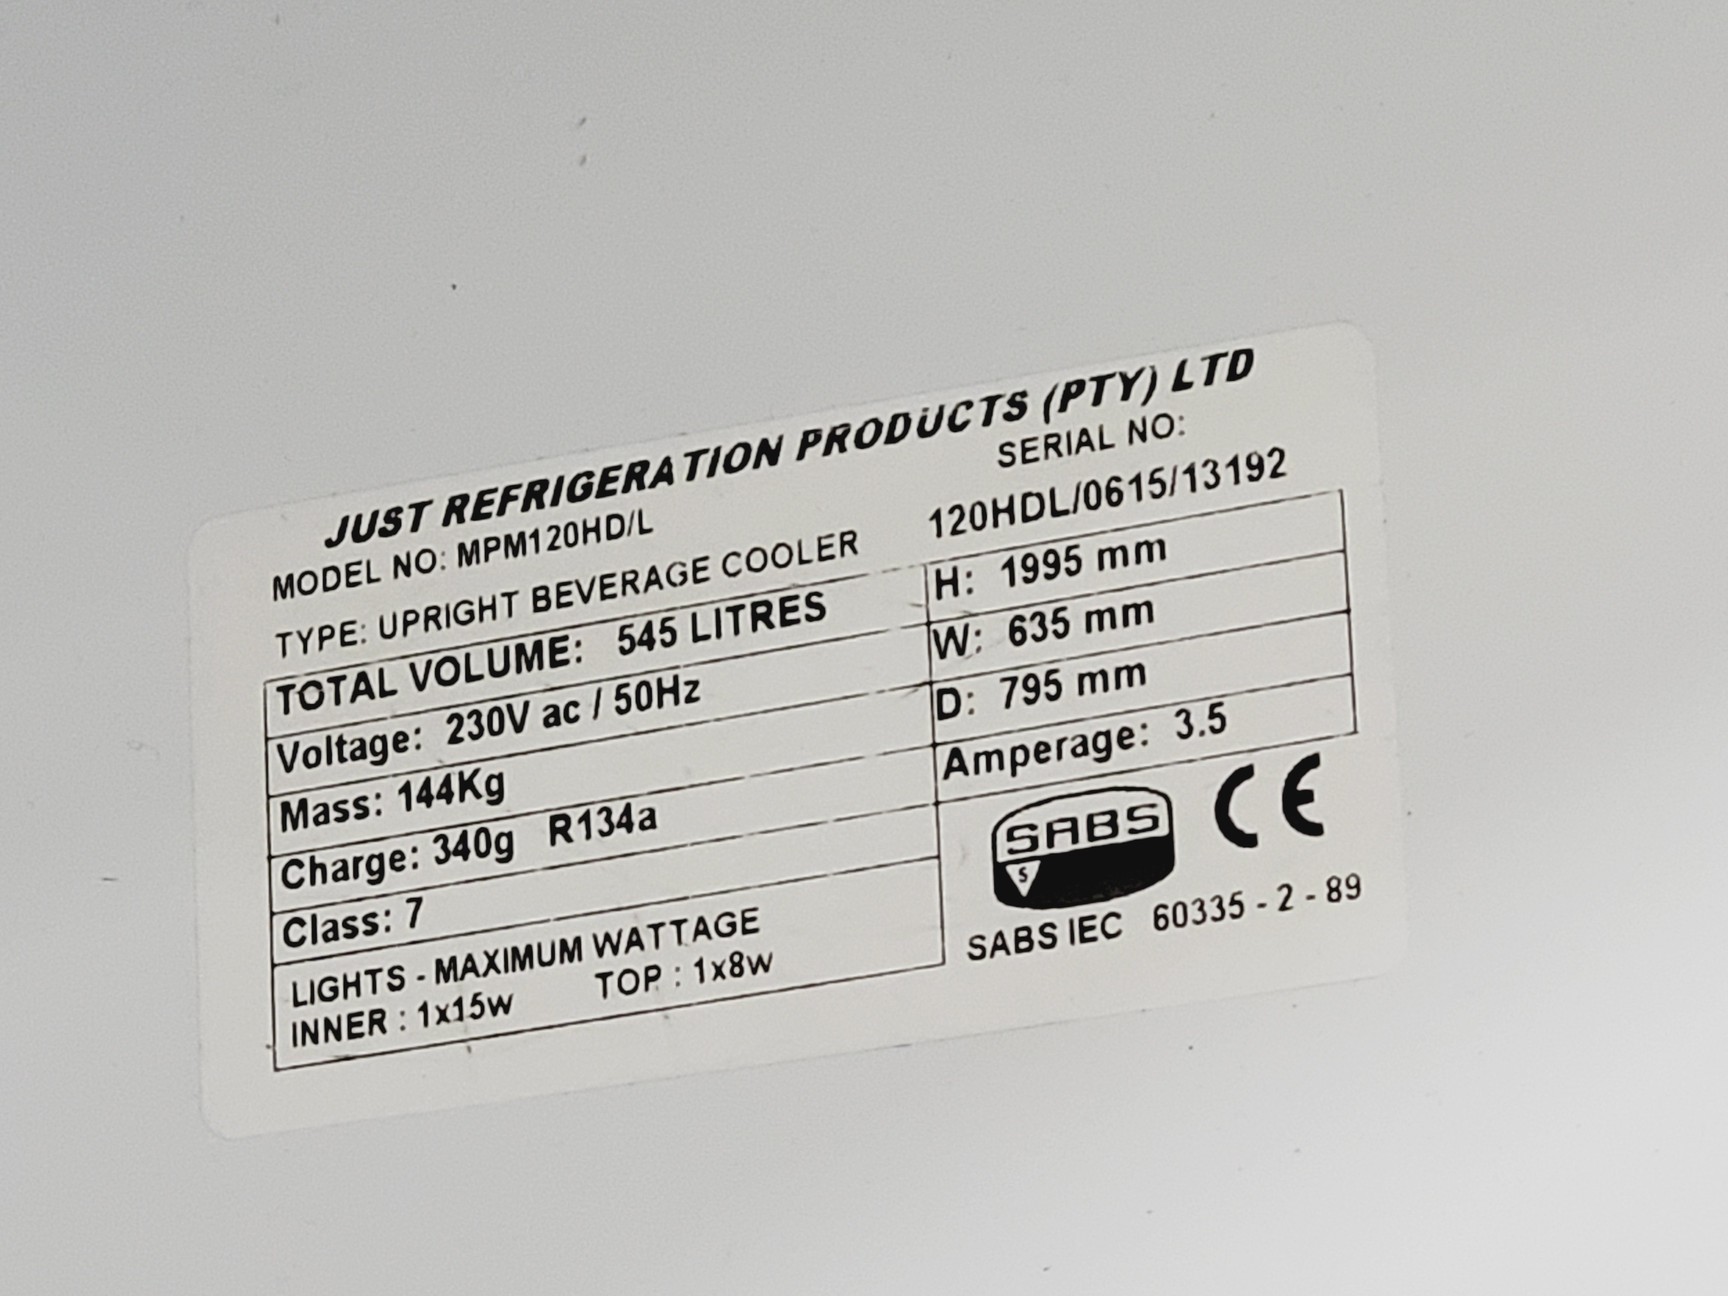 JUST REFRIGERATION PRODUCTS (PTY) LTD
MODEL NO: MPM120HD/L
SERIAL NO:
TYPE: UPRIGHT BEVERAGE COOLER
120HDL/0615/13192
TOTAL VOLUME: 545 LITRES
H: 1995 mm
Voltage: 230V ac / 50Hz
W: 635 mm
Mass: 144Kg
D: 795 mm
Charge: 340g R134a
Amperage: 3.5
Class: 7
SABS
S
CE
LIGHTS - MAXIMUM WATTAGE
INNER : 1x15w TOP : 1x8w
SABS IEC 60335 - 2 - 89